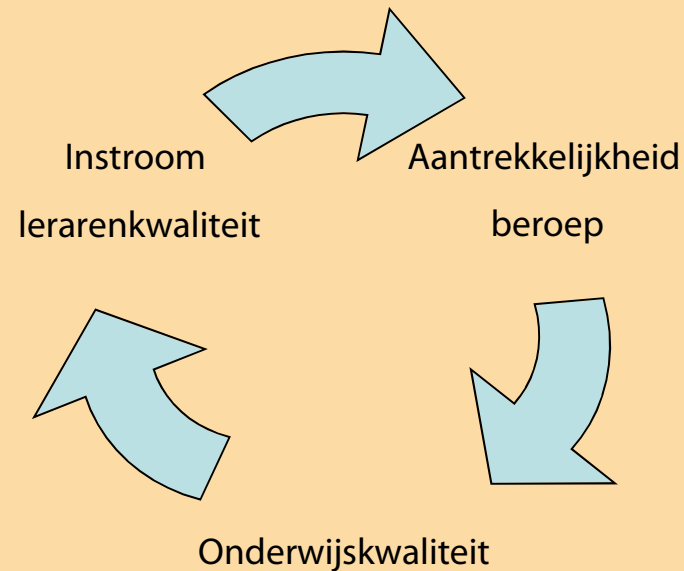 Instroom
lerarenkwaliteit
Aantrekkelijkheid
beroep
Onderwijskwaliteit